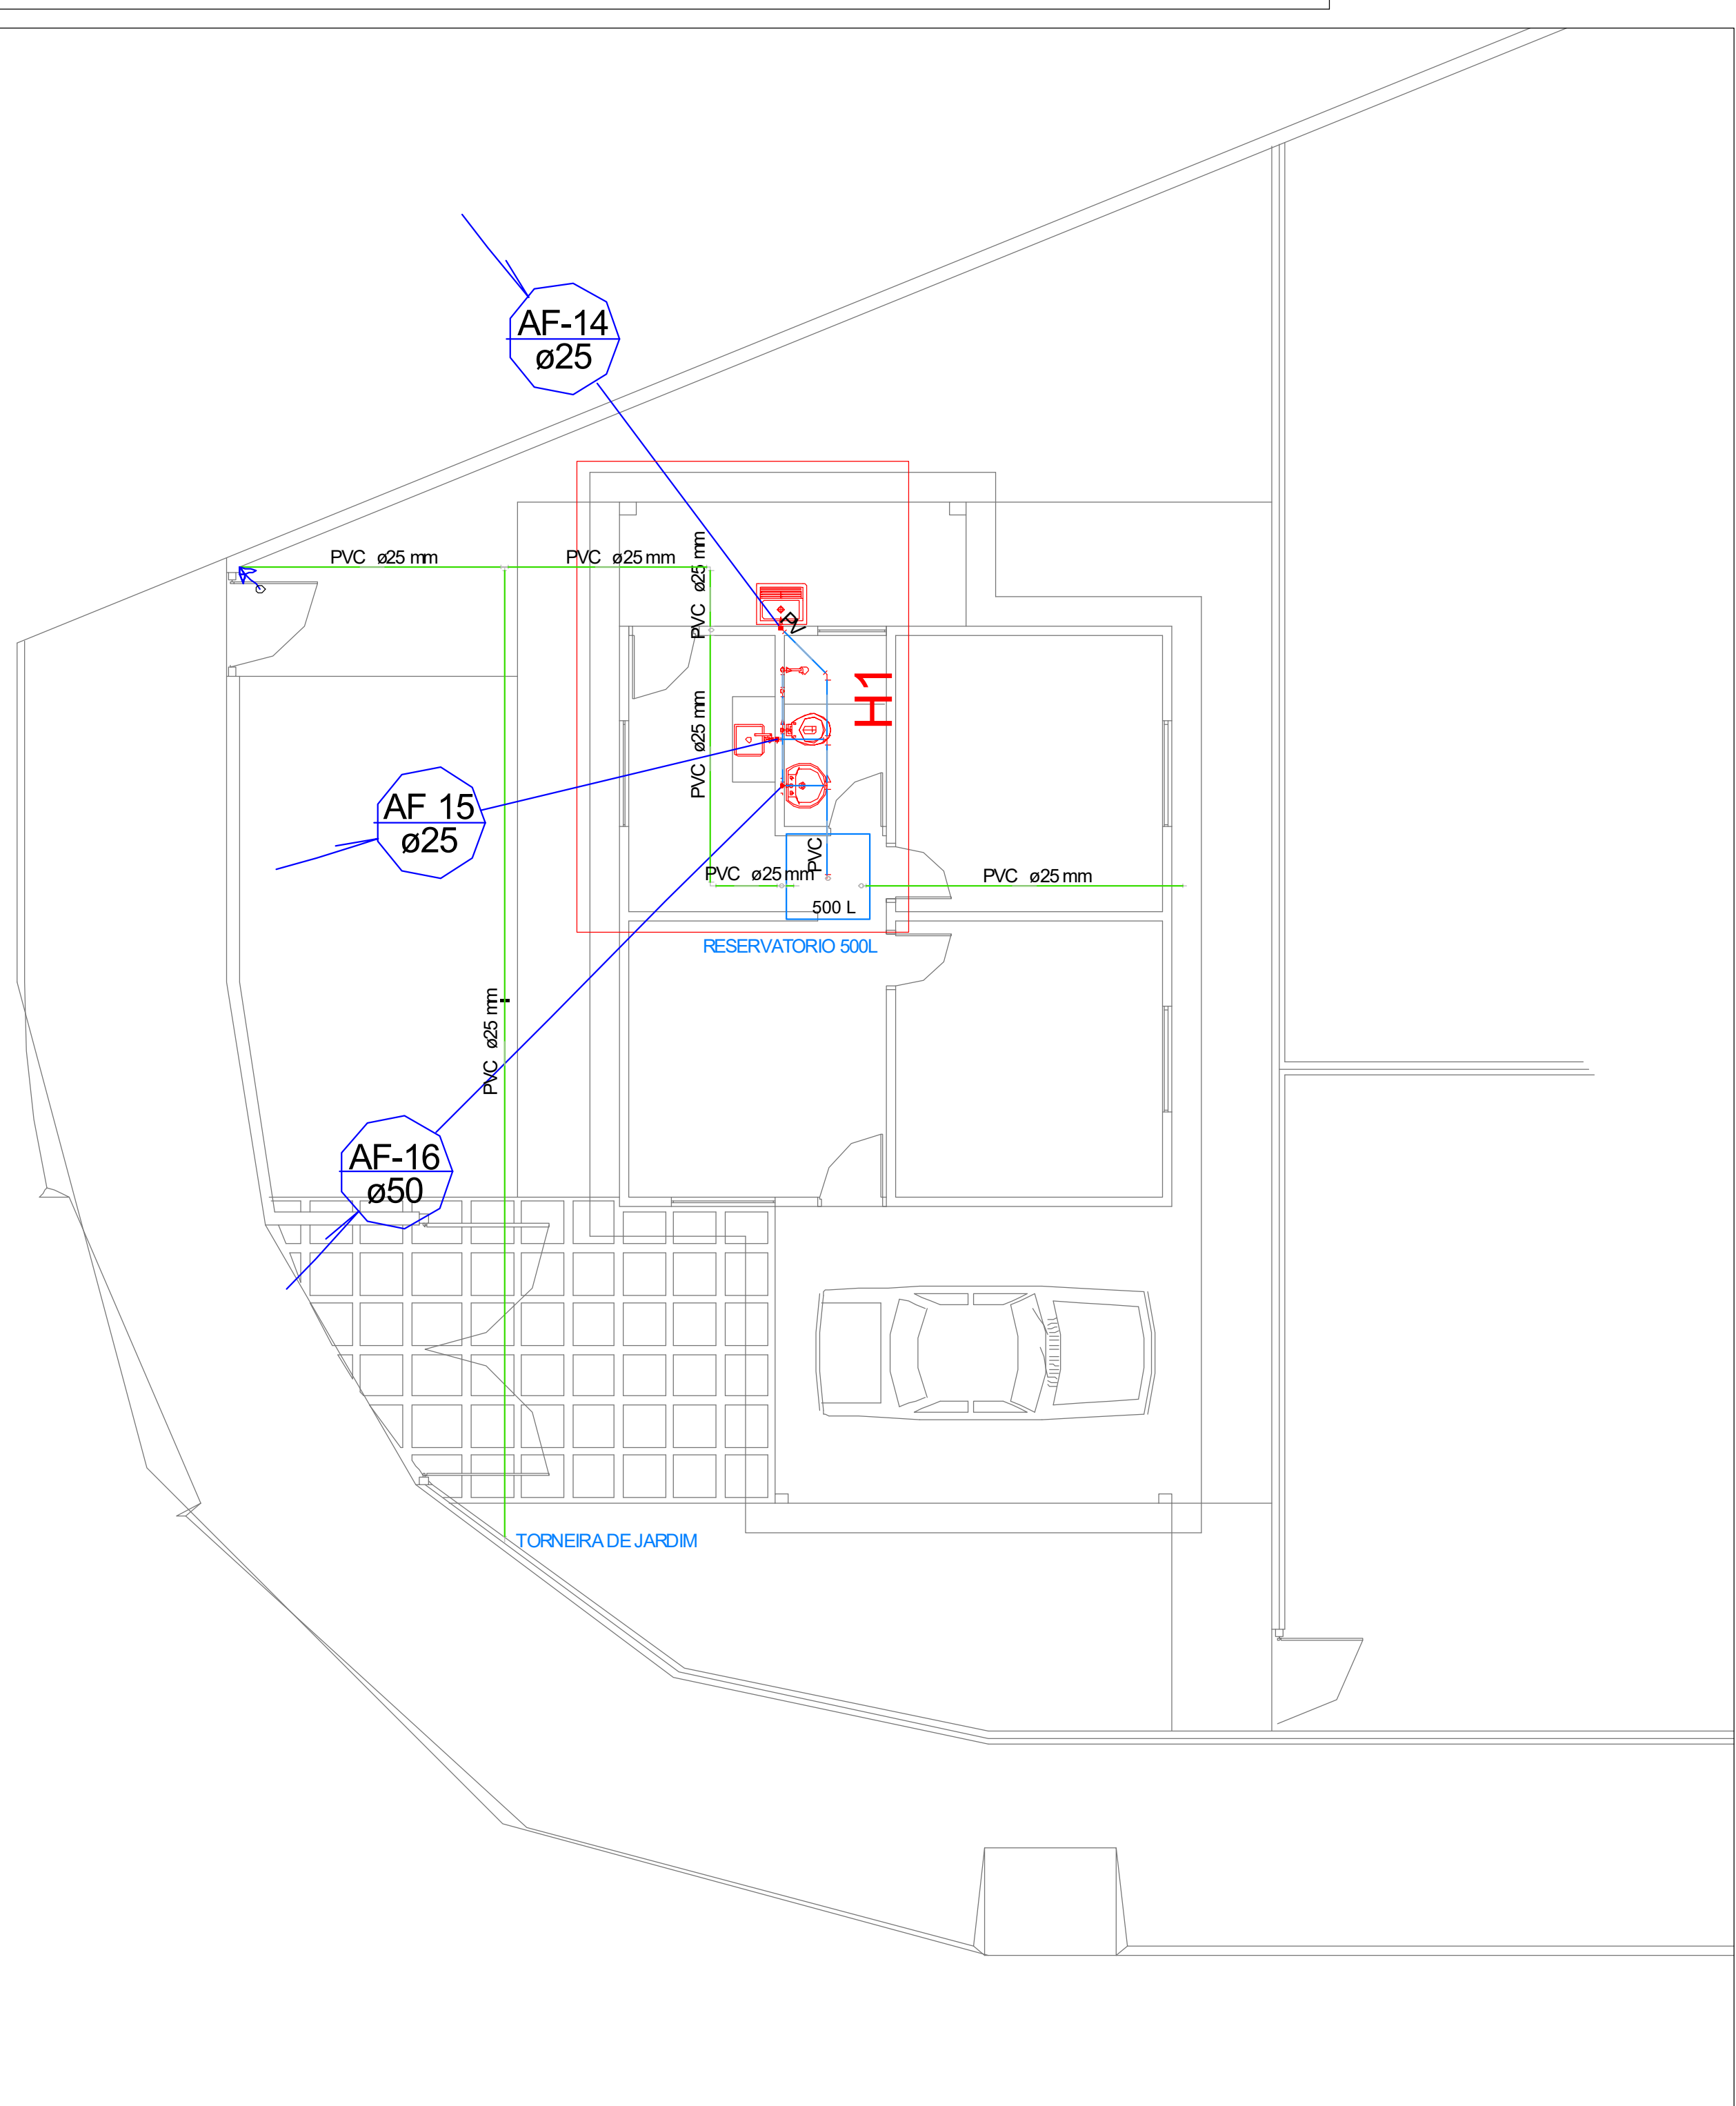 AF-14
ø25
PVC ø25 mm
PVC ø25 mm
PVC ø25 mm
PV
H1
PVC ø25 mm
AF 15
ø25
PVC
PVC ø25 mm
PVC ø25 mm
500 L
RESERVATORIO 500L
PVC ø25 mm
AF-16
ø50
TORNEIRA DE JARDIM